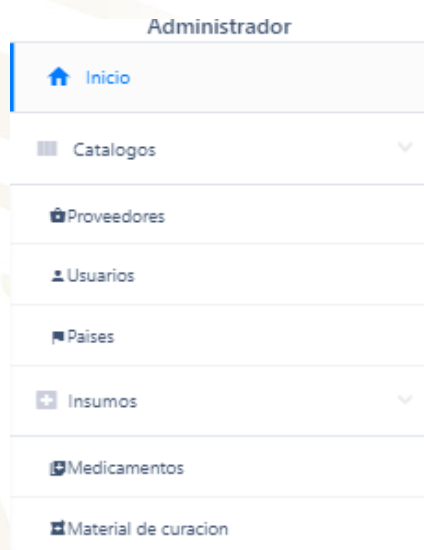 Administrador
Inicio
Catalogos
Proveedores
Usuarios
Paises
Insumos
Medicamentos
Material de curacion